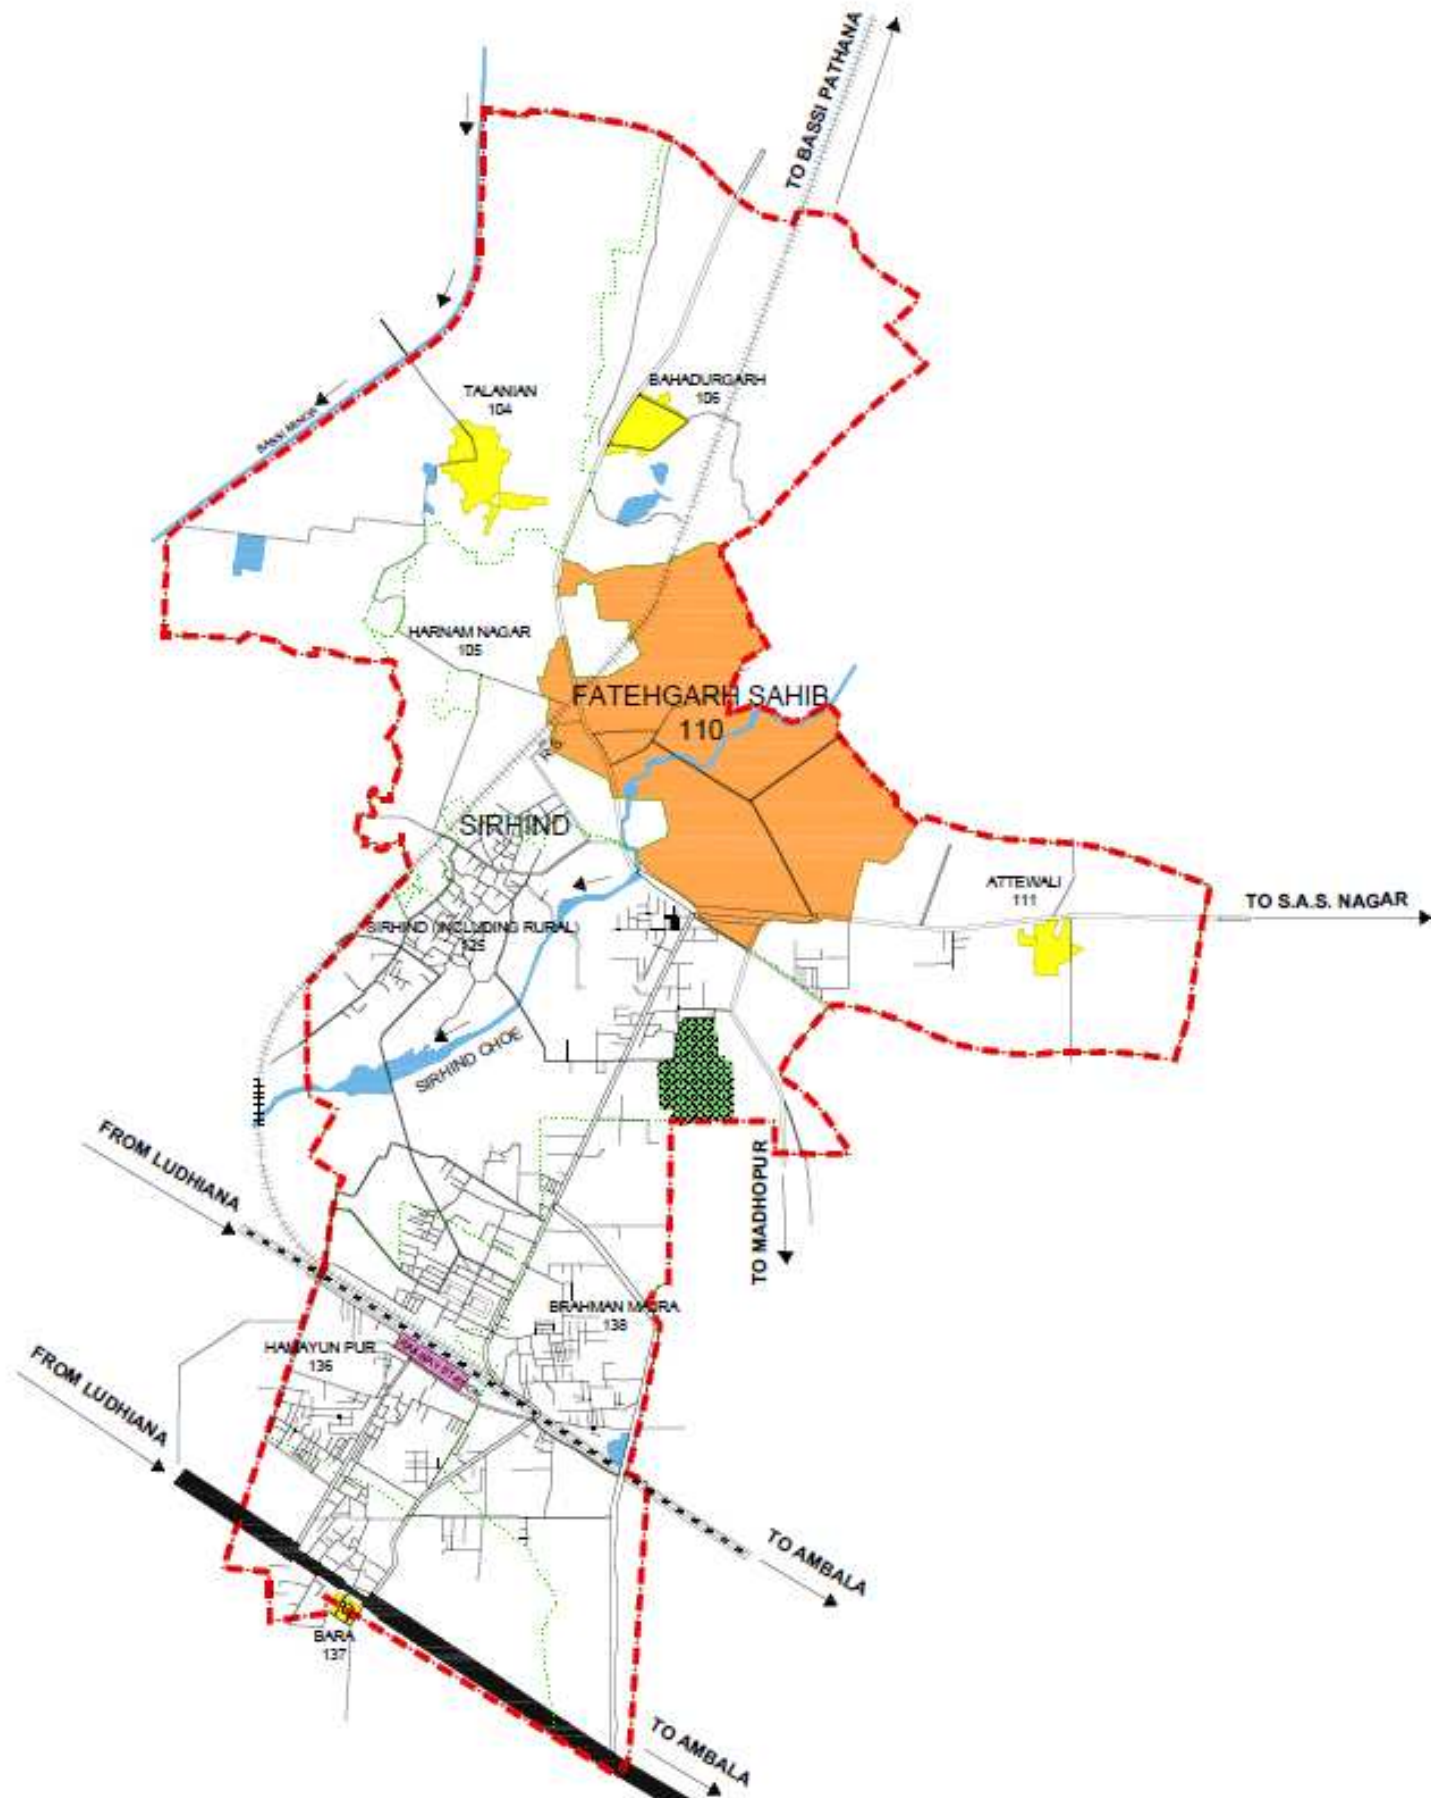 TO BASSI PATHANA
BAHADURGARH
106
TALANIAN
104
BASSI MINOR
HARNAM NAGAR
105
FATEHGARH SAHIB
110
SIRHIND
ATTEWALI
111
TO S.A.S. NAGAR
SIRHIND (INCLUDING RURAL)
125
SIRHIND CHOE
FROM LUDHIANA
TO MADHOPUR
BRAHMAN MAJRA
138
HAMAYUN PUR
136
FROM LUDHIANA
TO AMBALA
BARA
137
TO AMBALA